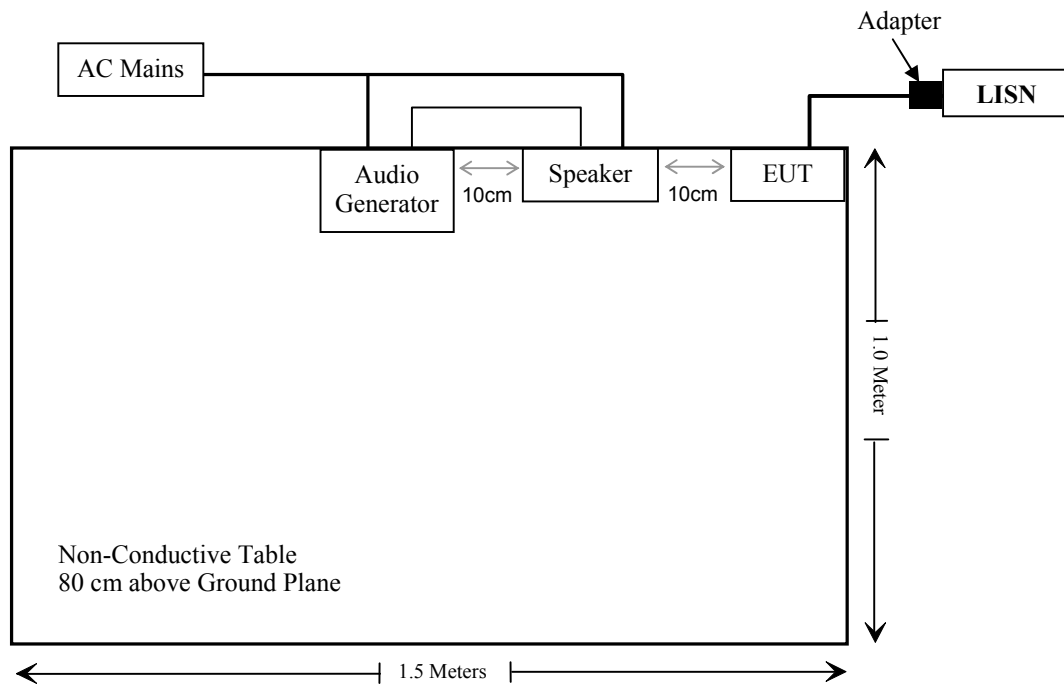 Adapter
AC Mains
LISN
Audio
Generator
10cm
Speaker
10cm
EUT
1.0 Meter
Non-Conductive Table
80 cm above Ground Plane
1.5 Meters